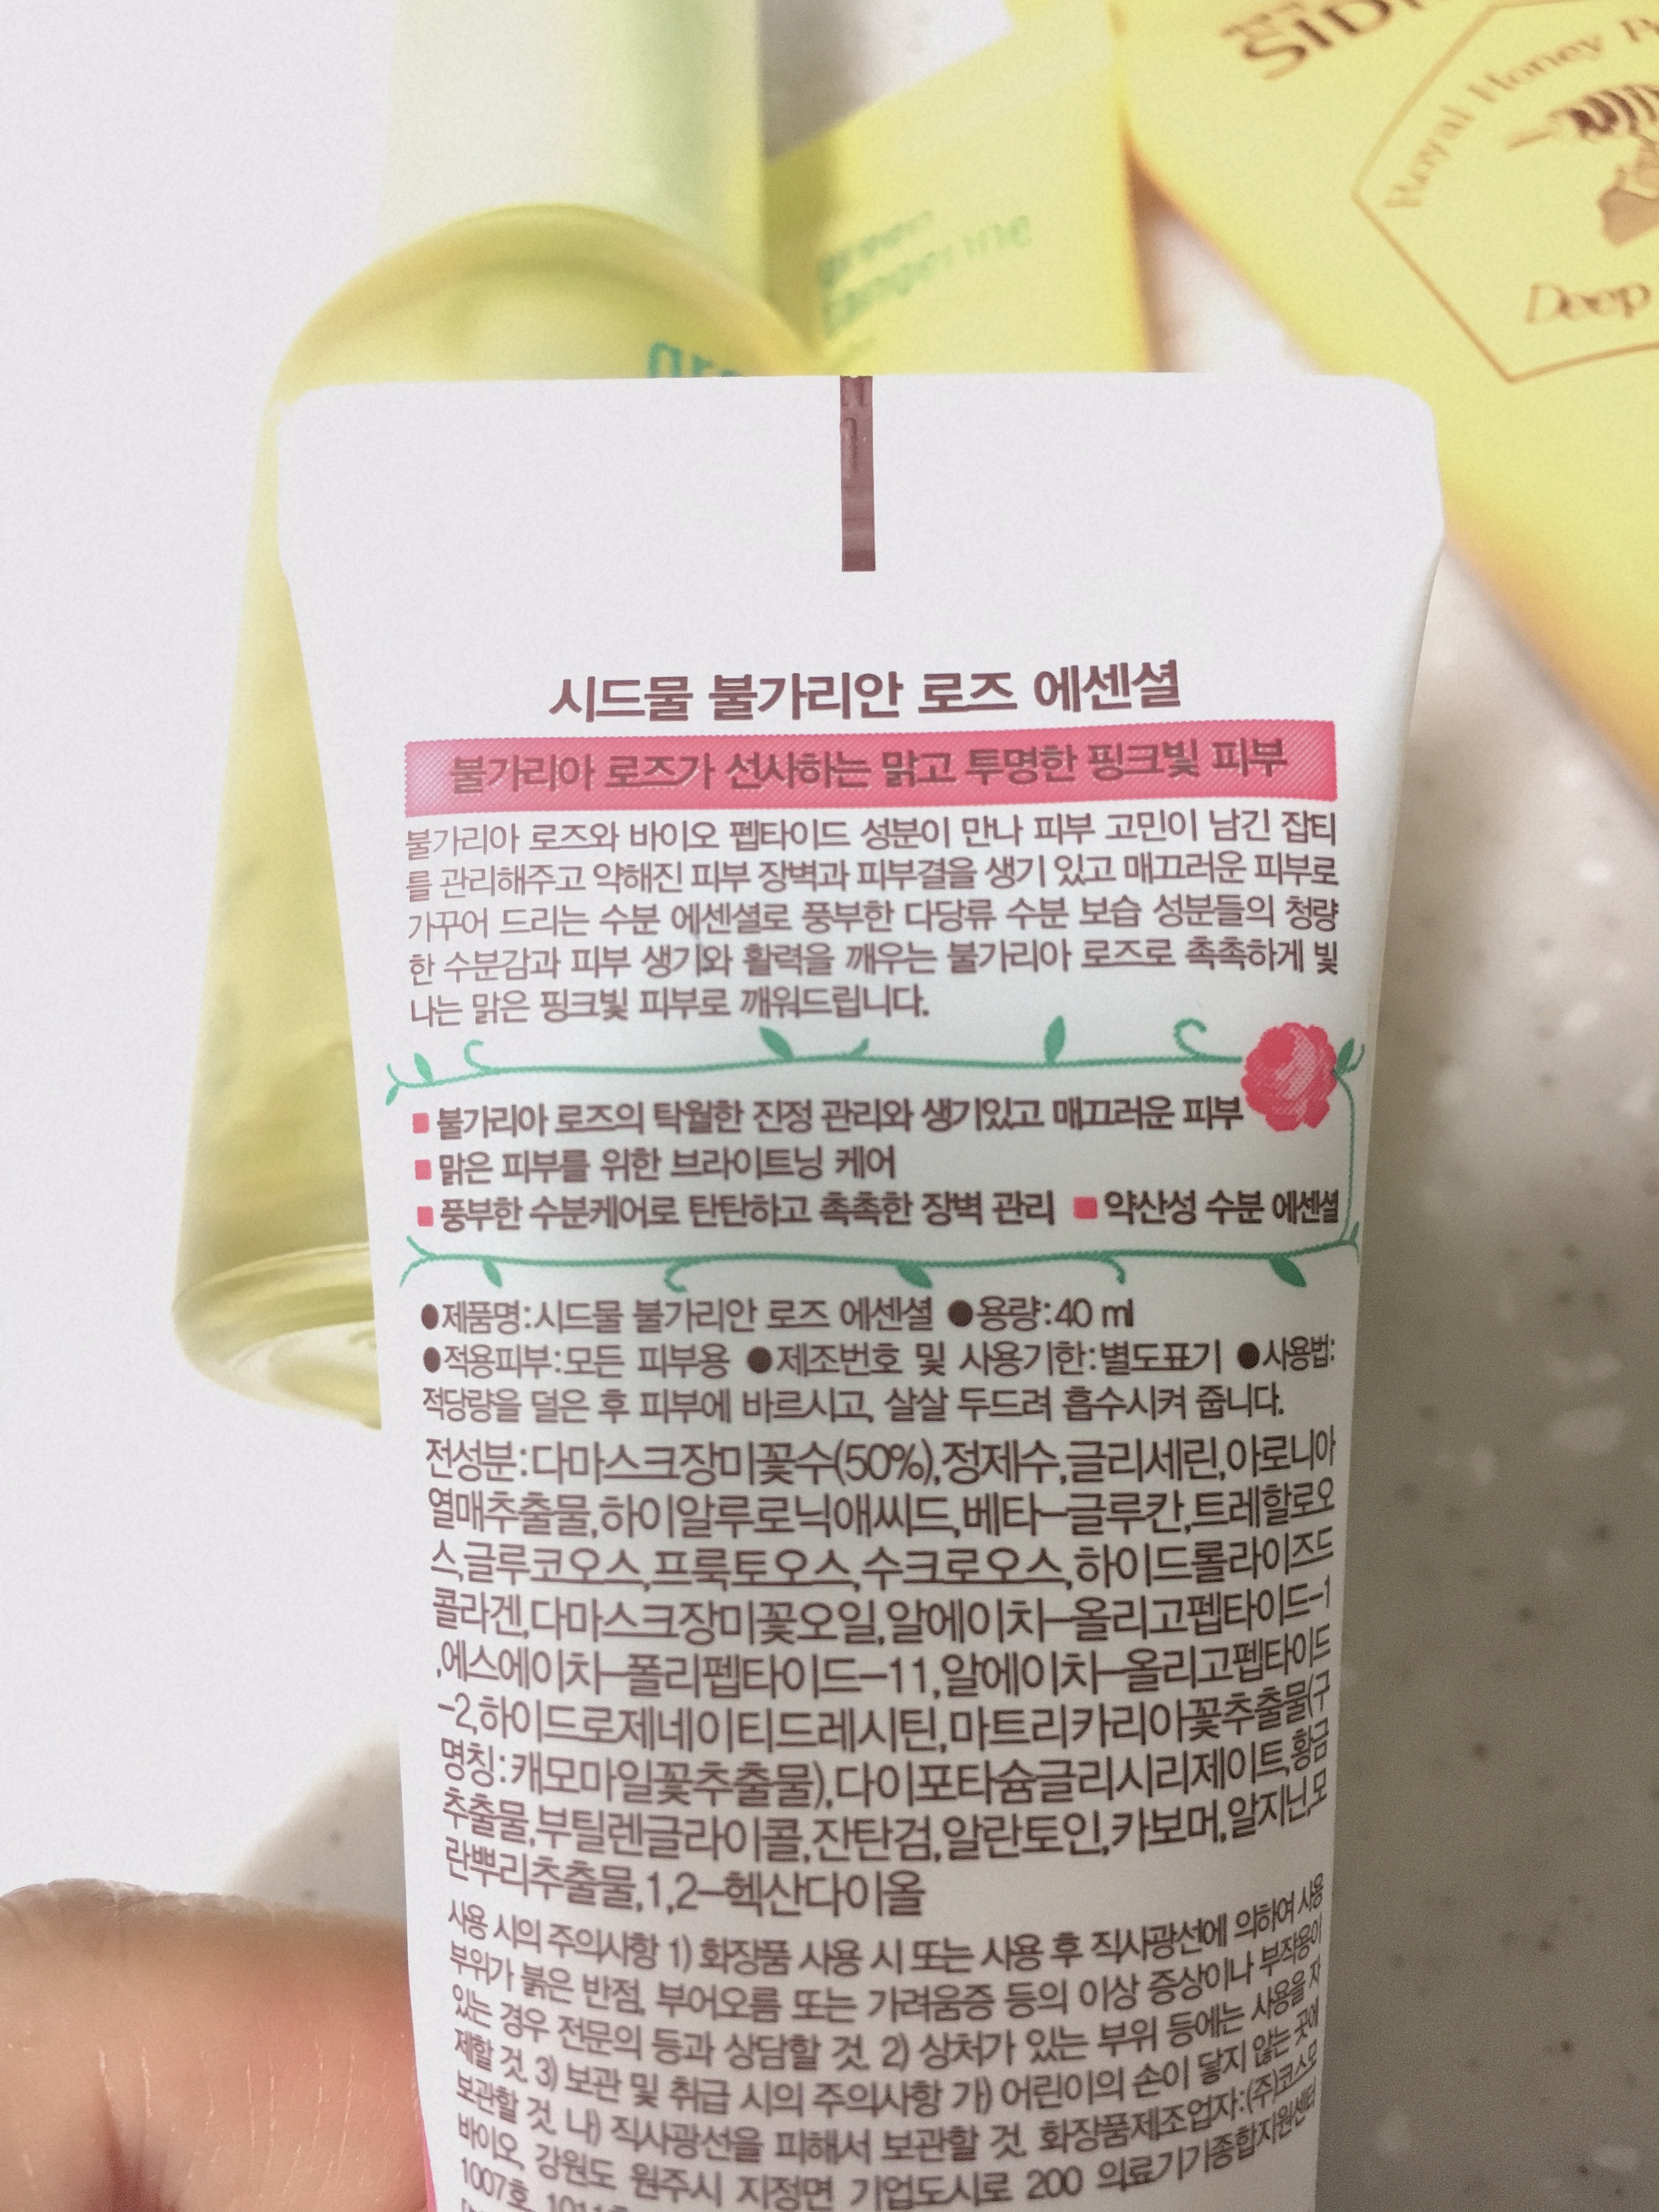 SID
Royal Honey
Deep
green
tangerine
시드물 불가리안 로즈 에센셜
불가리아 로즈가 선사하는 맑고 투명한 핑크빛 피부
불가리아 로즈와 바이오 펩타이드 성분이 만나 피부 고민이 남긴 잡티
를 관리해주고 약해진 피부 장벽과 피부결을 생기 있고 매끄러운 피부로
가꾸어 드리는 수분 에센셜로 풍부한 다당류 수분 보습 성분들의 청량
한 수분감과 피부 생기와 활력을 깨우는 불가리아 로즈로 촉촉하게 빛
나는 맑은 핑크빛 피부로 깨워드립니다.
불가리아 로즈의 탁월한 진정 관리와 생기있고 매끄러운 피부
맑은 피부를 위한 브라이트닝 케어
풍부한 수분케어로 탄탄하고 촉촉한 장벽 관리 ■ 약산성 수분 에센셜
●제품명:시드물 불가리안 로즈 에센셜 ●용량:40 ml
●적용피부:모든 피부용 ●제조번호 및 사용기한:별도표기 ●사용법:
적당량을 덜은 후 피부에 바르시고, 살살 두드려 흡수시켜 줍니다.
전성분:다마스크장미꽃수(50%),정제수,글리세린,아로니아
열매추출물,하이알루로닉애씨드,베타-글루칸,트레할로오
스,글루코오스,프룩토오스,수크로오스,하이드롤라이즈드
콜라겐,다마스크장미꽃오일,알에이차-올리고펩타이드-1
,에스에이차-폴리펩타이드-11,알에이차-올리고펩타이드
-2,하이드로제네이티드레시틴,마트리카리아꽃추출물(구
명칭:캐모마일꽃추출물),다이포타슘글리시리제이트,황금
추출물,부틸렌글라이콜,잔탄검,알란토인,카보머,알지닌,모
란뿌리추출물,1,2-헥산다이올
사용 시의 주의사항 1) 화장품 사용 시 또는 사용 후 직사광선에 의하여 사용
부위가 붉은 반점, 부어오름 또는 가려움증 등의 이상 증상이나 부작용이
있는 경우 전문의 등과 상담할 것. 2) 상처가 있는 부위 등에는 사용을 자
제할 것. 3) 보관 및 취급 시의 주의사항 가) 어린이의 손이 닿지 않는 곳에
보관할 것. 나) 직사광선을 피해서 보관할 것. 화장품제조업자:(주)코스모
바이오, 강원도 원주시 지정면 기업도시로 200 의료기기종합지원센터
1007호